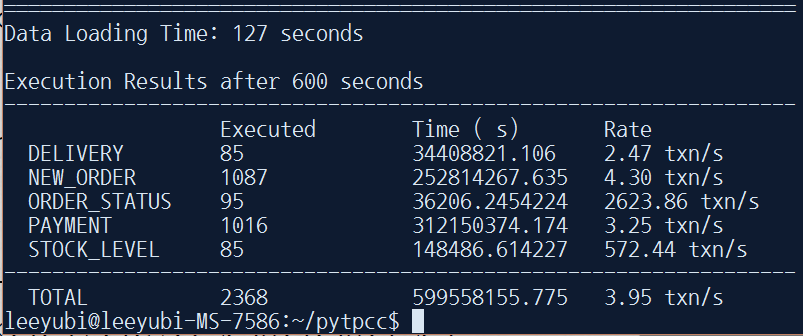 ==================================================================
Data Loading Time: 127 seconds
Execution Results after 600 seconds
------------------------------------------------------------------
Executed Time ( s) Rate
DELIVERY 85 34408821.106 2.47 txn/s
NEW_ORDER 1087 252814267.635 4.30 txn/s
ORDER_STATUS 95 36206.2454224 2623.86 txn/s
PAYMENT 1016 312150374.174 3.25 txn/s
STOCK_LEVEL 85 148486.614227 572.44 txn/s
------------------------------------------------------------------
TOTAL 2368 599558155.775 3.95 txn/s
leeyubi@leeyubi-MS-7586:~/pytpcc$